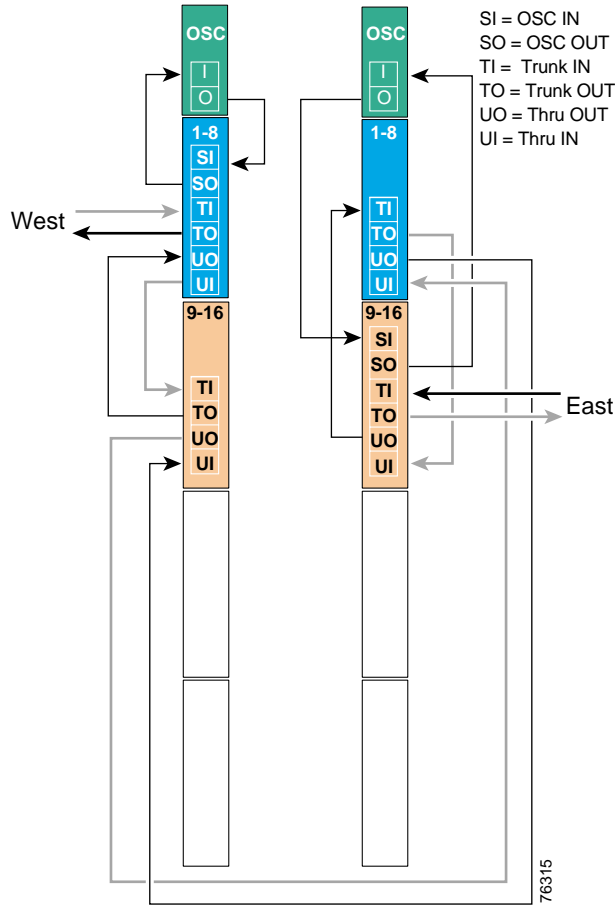 OSC
I
O
1-8
SI
SO
TI
TO
UO
UI
9-16
TI
TO
UO
UI
West
OSC
I
O
1-8
TI
TO
UO
UI
9-16
SI
SO
TI
TO
UO
UI
East
SI = OSC IN
SO = OSC OUT
TI = Trunk IN
TO = Trunk OUT
UO = Thru OUT
UI = Thru IN
76315